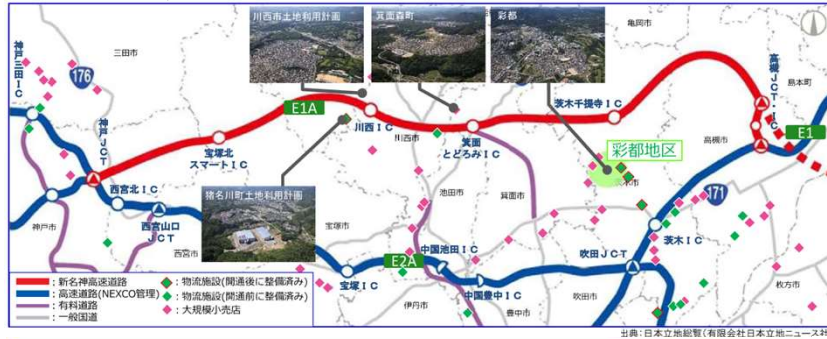 川西市土地利用計画
箕面森町
彩都
亀岡市
三田市
神戸三田IC
176
高槻JCT・IC
島本町
E1A
茨木千提寺IC
E1
神戸JCT
川西IC
川西市
箕面とどろみIC
高槻市
宝塚北
スマートIC
彩都地区
茨木市
猪名川町土地利用計画
西宮北IC
池田市
箕面市
171
西宮山口
JCT
神戸市
宝塚市
茨木IC
西宮市
中国池田IC
吹田JCT
E2A
枚方市
宝塚IC
中国豊中IC
吹田市
伊丹市
豊中市
:新名神高速道路
:物流施設(開通後に整備済み)
:高速道路(NEXCO管理)
:物流施設(開通前に整備済み)
:有料道路
:大規模小売店
:一般国道
出典:日本立地総覧(有限会社日本立地ニュース社